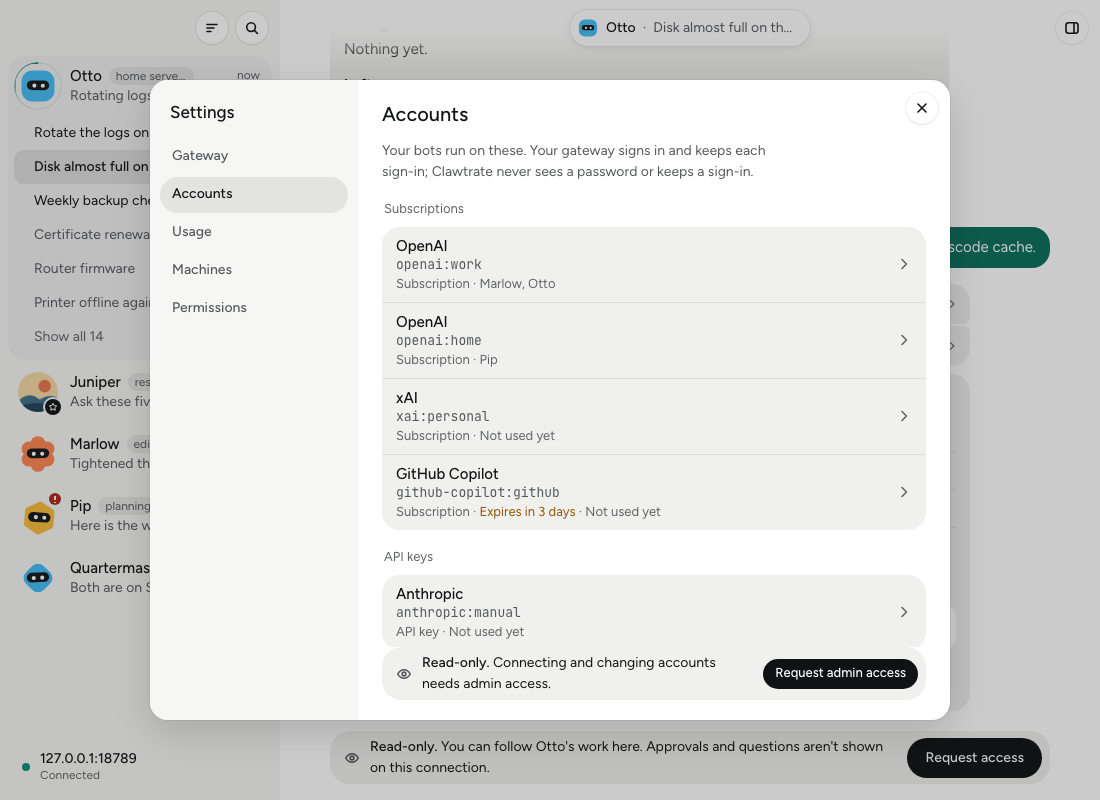 Otto · Disk almost full on th...
Nothing yet.
Otto home serve... now
Rotating logs
Rotate the logs on
Disk almost full on
Weekly backup che
Certificate renewa
Router firmware
Printer offline again
Show all 14
Juniper res
Ask these fiv
Marlow edi
Tightened th
Pip planning
Here is the w
Quartermas
Both are on S
127.0.0.1:18789
Connected
Settings
Gateway
Accounts
Usage
Machines
Permissions
Accounts
Your bots run on these. Your gateway signs in and keeps each
sign-in; Clawtrate never sees a password or keeps a sign-in.
Subscriptions
OpenAI
openai:work
Subscription · Marlow, Otto
OpenAI
openai:home
Subscription · Pip
xAI
xai:personal
Subscription · Not used yet
GitHub Copilot
github-copilot:github
Subscription · Expires in 3 days · Not used yet
API keys
Anthropic
anthropic:manual
API key · Not used yet
Read-only. Connecting and changing accounts
needs admin access.
Request admin access
scode cache.
Read-only. You can follow Otto's work here. Approvals and questions aren't shown
on this connection.
Request access